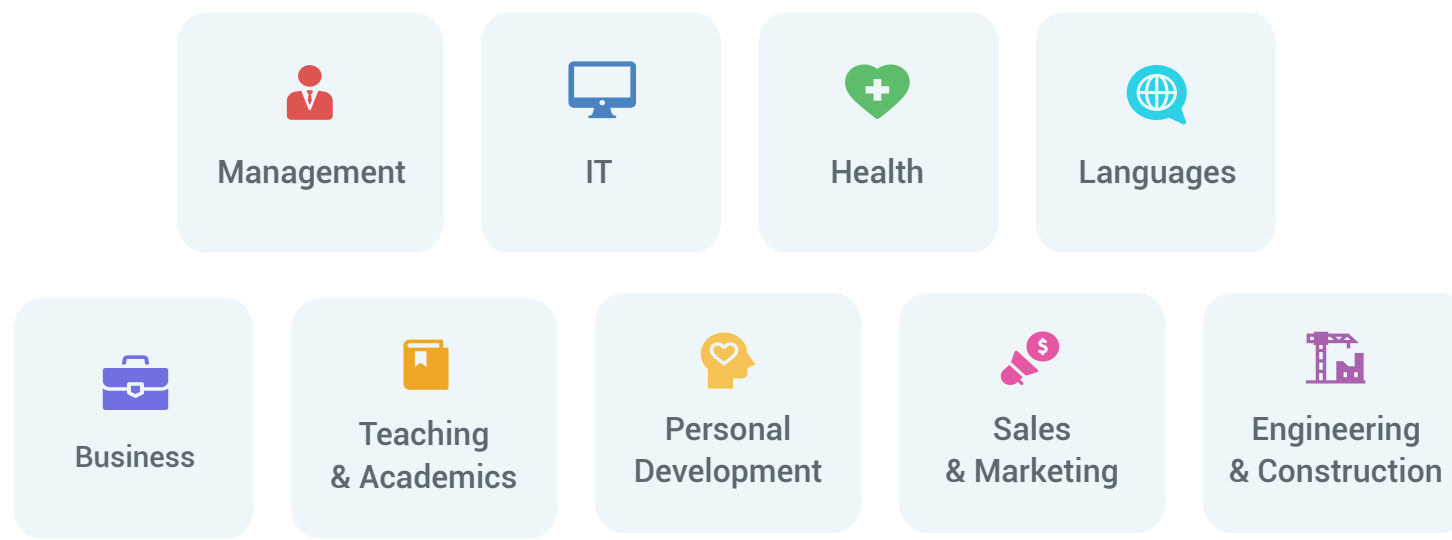 Management
IT
Health
Languages
Business
Teaching
& Academics
Personal
Development
$
Sales
& Marketing
Engineering
& Construction